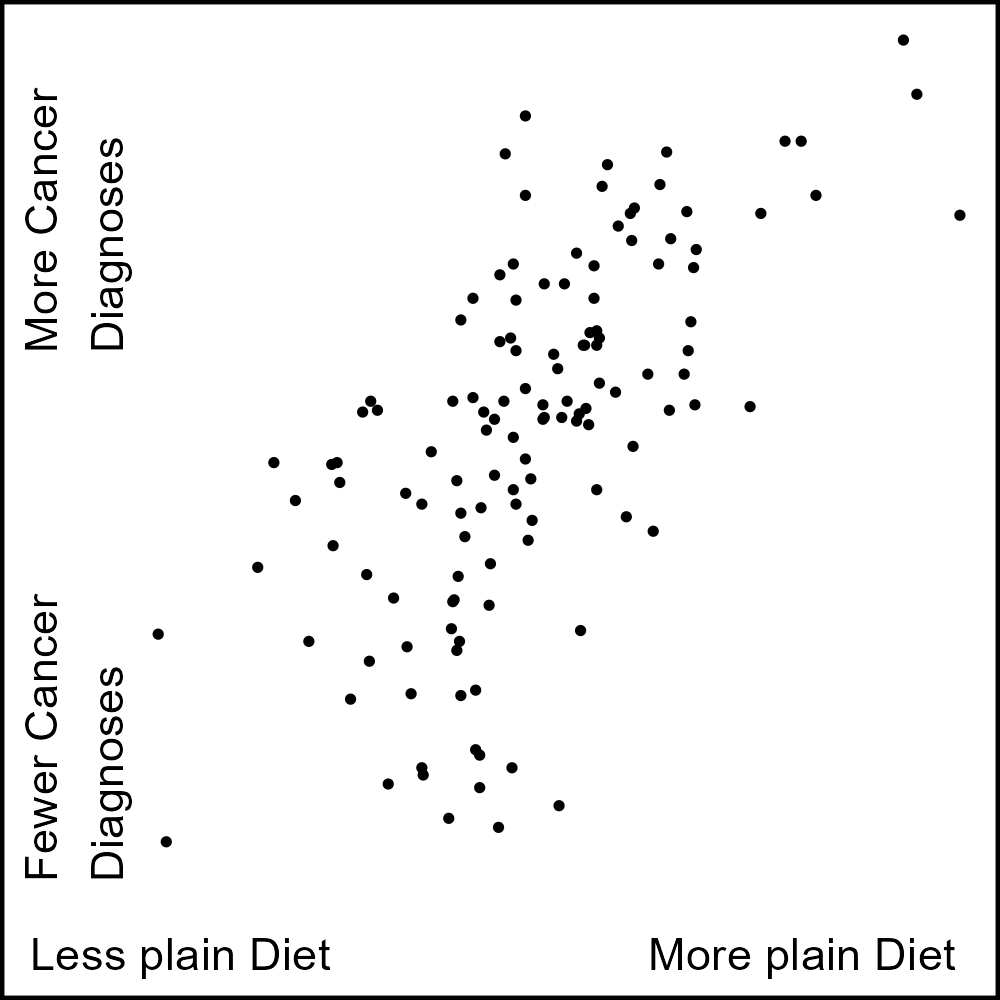 More Cancer
Diagnoses
Fewer Cancer
Diagnoses
Less plain Diet
More plain Diet